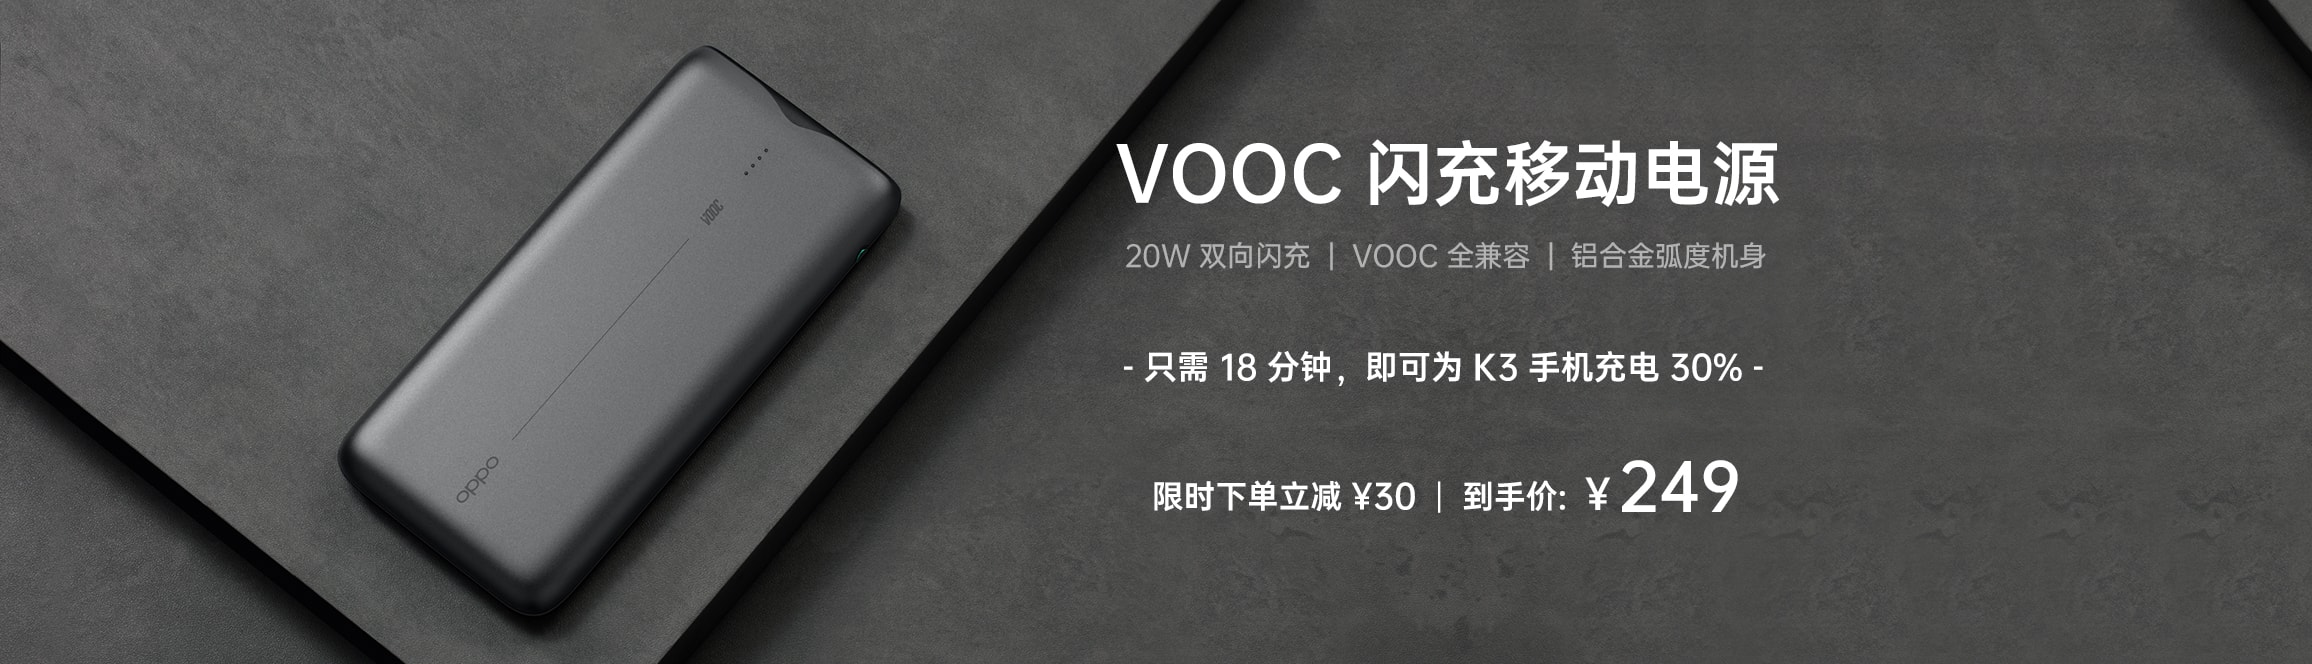 VOOC 闪充移动电源
20W 双向闪充 | VOOC 全兼容 | 铝合金弧度机身
- 只需 18 分钟，即可为 K3 手机充电 30% -
限时下单立减 ¥30 | 到手价: ¥ 249
VOOC
oppo